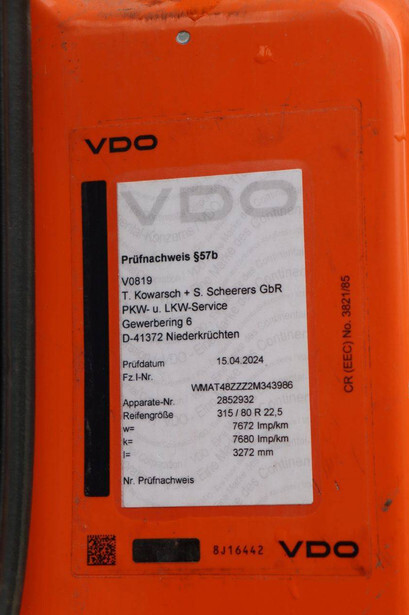 VDO
VDO
Prüfnachweis §57b
V0819
T. Kowarsch + S. Scheerers GbR
PKW- u. LKW-Service
Gewerbering 6
D-41372 Niederkrüchten
Prüfdatum 15.04.2024
Fz.I-Nr.
WMAT48ZZZ2M343986
Apparate-Nr. 2852932
Reifengröße 315 / 80 R 22,5
w= 7672 Imp/km
k= 7680 Imp/km
l= 3272 mm
Nr. Prüfnachweis
CR (EEC) No. 3821/85
8J16442 VDO